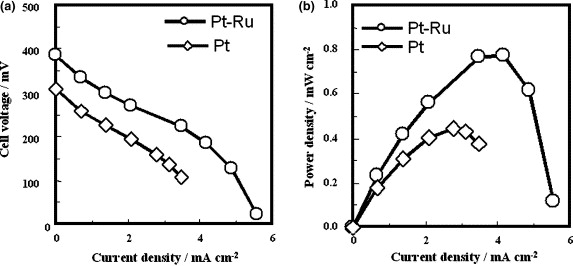 (a)
500
400
300
200
100
0
Cell voltage / mV
Pt-Ru
Pt
0 2 4 6
Current density / mA cm-2
(b)
1.0
0.8
0.6
0.4
0.2
0.0
Power density / mW cm-2
Pt-Ru
Pt
0 2 4 6
Current density / mA cm-2